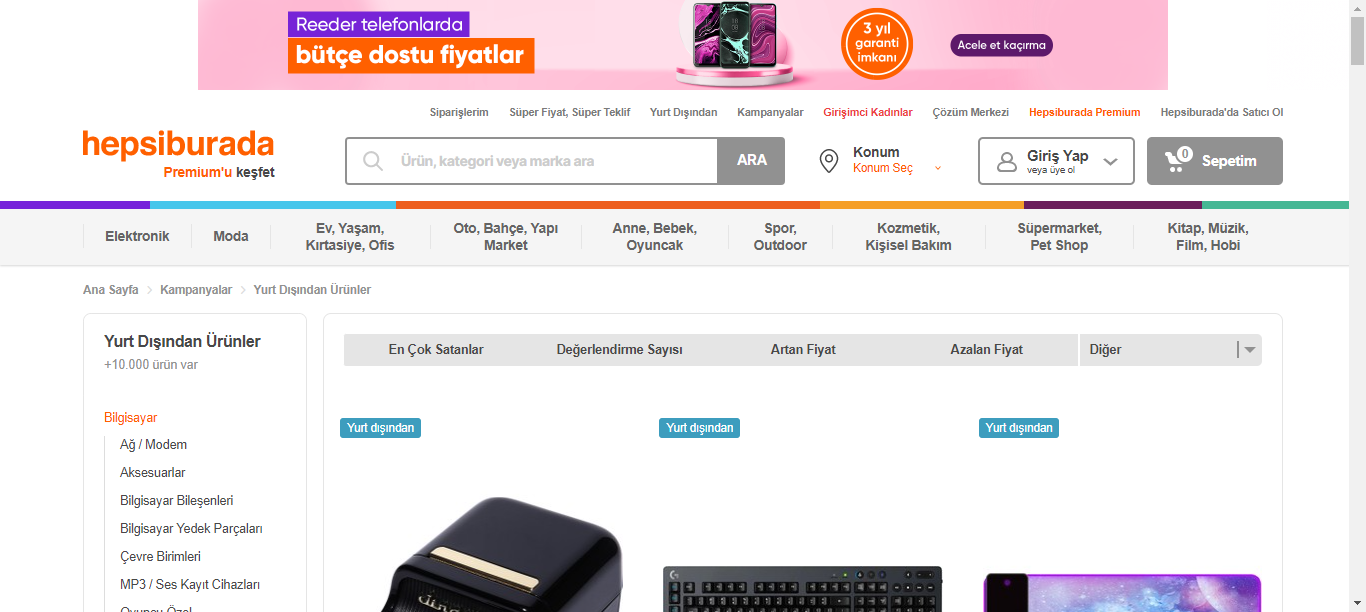 Reeder telefonlarda
bütçe dostu fiyatlar
3 yıl
garanti
imkanı
Acele et kaçırma
Siparişlerim Süper Fiyat, Süper Teklif Yurt Dışından Kampanyalar Girişimci Kadınlar Çözüm Merkezi Hepsiburada Premium Hepsiburada'da Satıcı Ol
hepsiburada
Premium'u keşfet
Ürün, kategori veya marka ara
ARA
Konum
Konum Seç
Giriş Yap
veya üye ol
0
Sepetim
Elektronik
Moda
Ev, Yaşam,
Kırtasiye, Ofis
Oto, Bahçe, Yapı
Market
Anne, Bebek,
Oyuncak
Spor,
Outdoor
Kozmetik,
Kişisel Bakım
Süpermarket,
Pet Shop
Kitap, Müzik,
Film, Hobi
Ana Sayfa > Kampanyalar > Yurt Dışından Ürünler
Yurt Dışından Ürünler
+10.000 ürün var
Bilgisayar
Ağ / Modem
Aksesuarlar
Bilgisayar Bileşenleri
Bilgisayar Yedek Parçaları
Çevre Birimleri
MP3 / Ses Kayıt Cihazları
Oyuncu Özel
En Çok Satanlar Değerlendirme Sayısı Artan Fiyat Azalan Fiyat Diğer
Yurt dışından Yurt dışından Yurt dışından